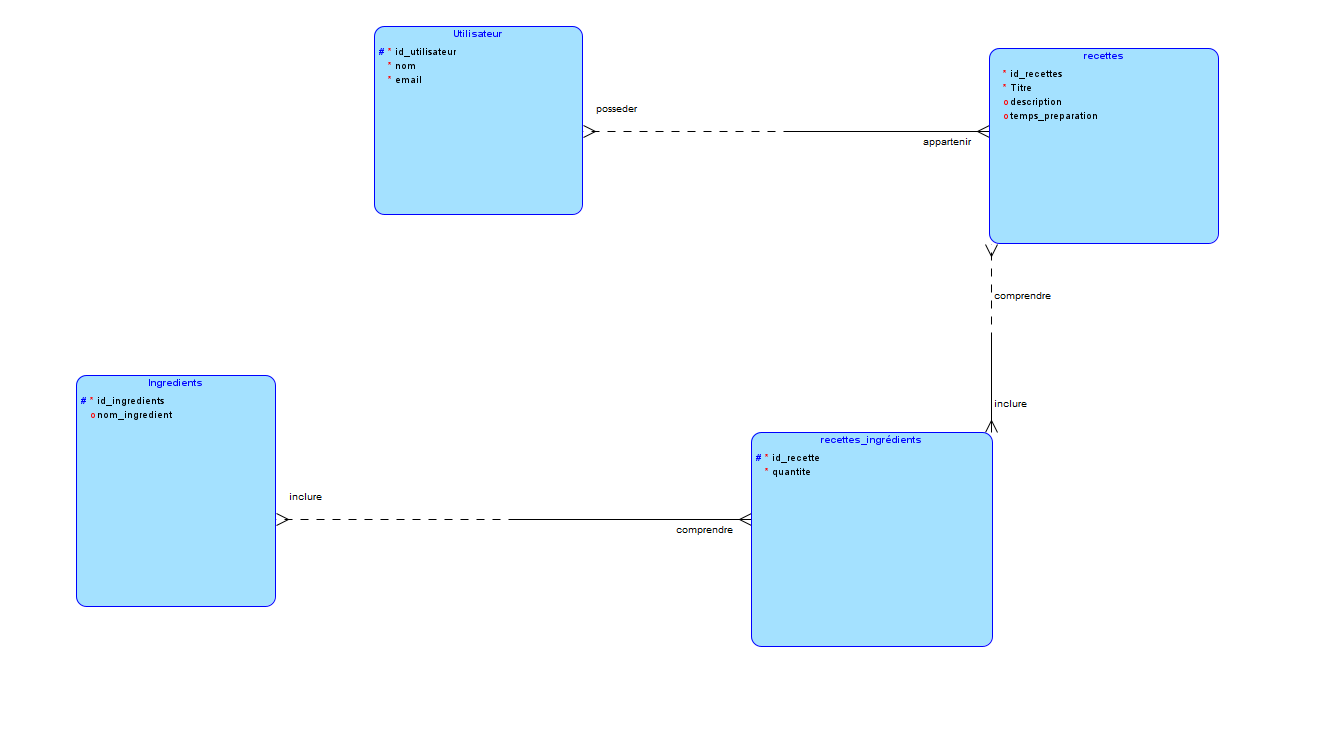 Utilisateur
# * id_utilisateur
* nom
* email
posseder
appartenir
recettes
* id_recettes
* Titre
o description
o temps_preparation
comprendre
inclure
Ingredients
# * id_ingredients
o nom_ingredient
inclure
comprendre
recettes_ingrédients
# * id_recette
* quantite